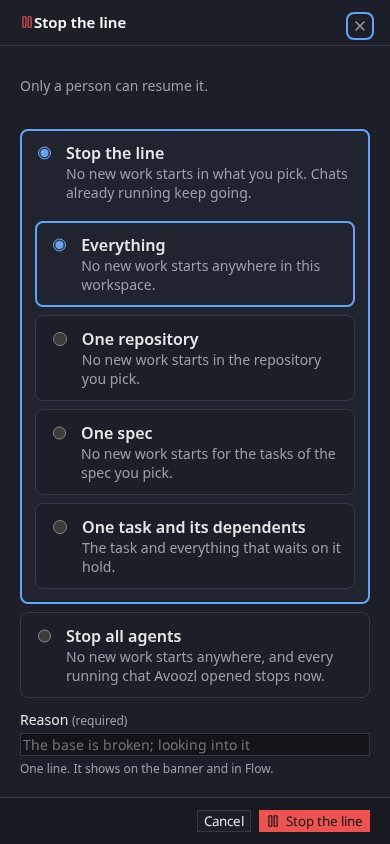 Stop the line
Only a person can resume it.
Stop the line
No new work starts in what you pick. Chats
already running keep going.
Everything
No new work starts anywhere in this
workspace.
One repository
No new work starts in the repository
you pick.
One spec
No new work starts for the tasks of the
spec you pick.
One task and its dependents
The task and everything that waits on it
hold.
Stop all agents
No new work starts anywhere, and every
running chat Avoozl opened stops now.
Reason (required)
The base is broken; looking into it
One line. It shows on the banner and in Flow.
Cancel
Stop the line